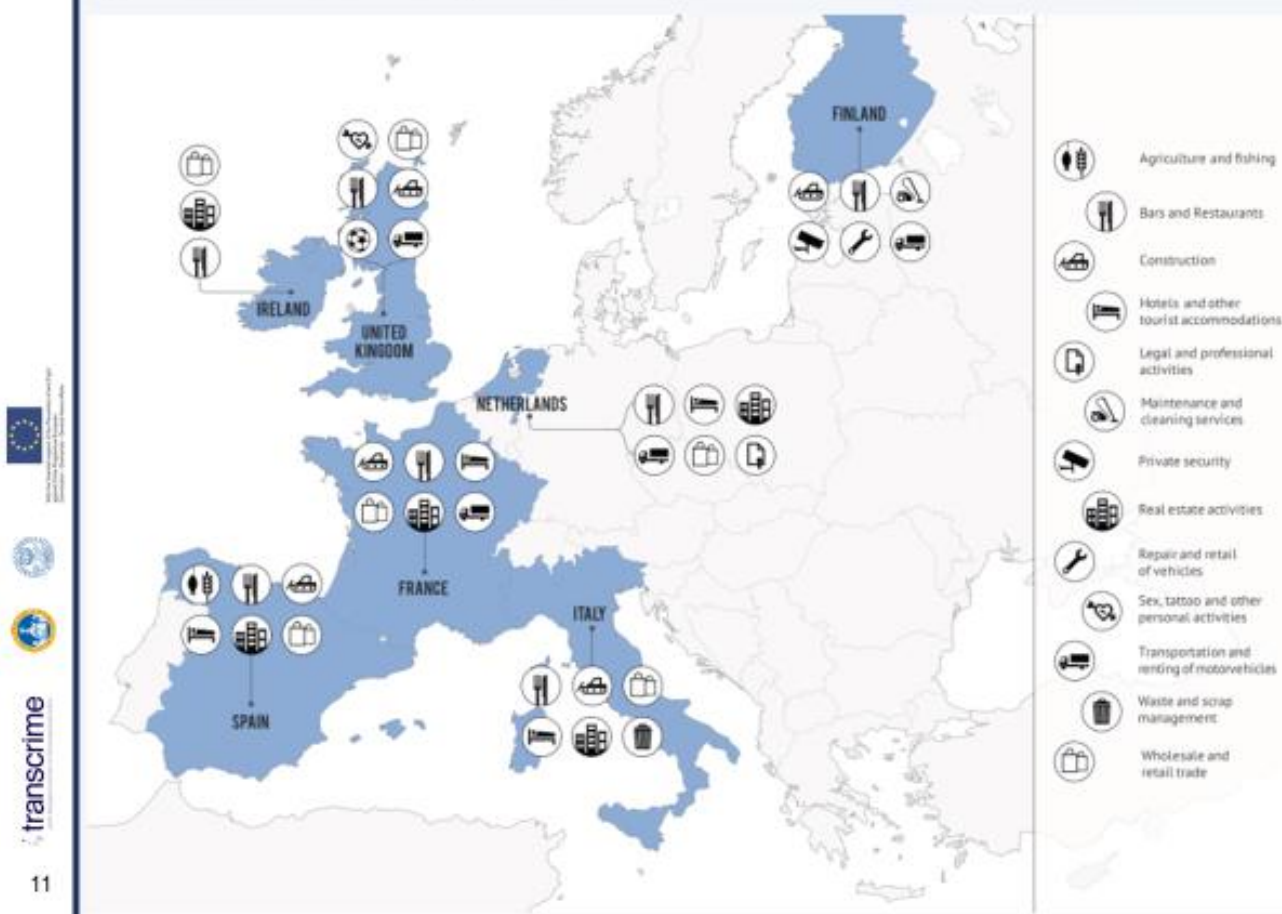 FINLAND
IRELAND
UNITED
KINGDOM
NETHERLANDS
FRANCE
ITALY
SPAIN
Agriculture and fishing
Bars and Restaurants
Construction
Hotels and other
tourist accommodations
Legal and professional
activities
Maintenance and
cleaning services
Private security
Real estate activities
Repair and retail
of vehicles
Sex, tattoo and other
personal activities
Transportation and
renting of motorvehicles
Waste and scrap
management
Wholesale and
retail trade
transcrime
11